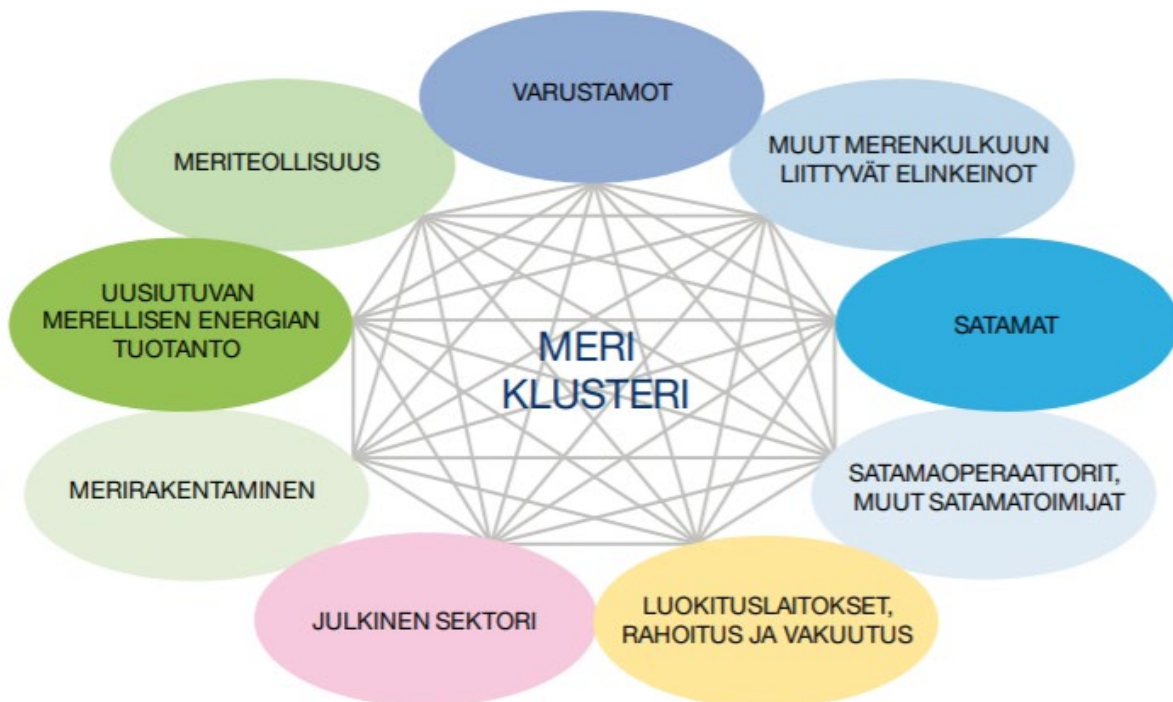 VARUSTAMOT
MUUT MERENKULKUUN
LIITTYVÄT ELINKEINOT
SATAMAT
SATAMAOPERAATTORIT,
MUUT SATAMATOIMIJAT
LUOKITUSLAITOKSET,
RAHOITUS JA VAKUUTUS
JULKINEN SEKTORI
MERIRAKENTAMINEN
UUSIUTUVAN
MERELLISEN ENERGIAN
TUOTANTO
MERITEOLLISUUS
MERI
KLUSTERI